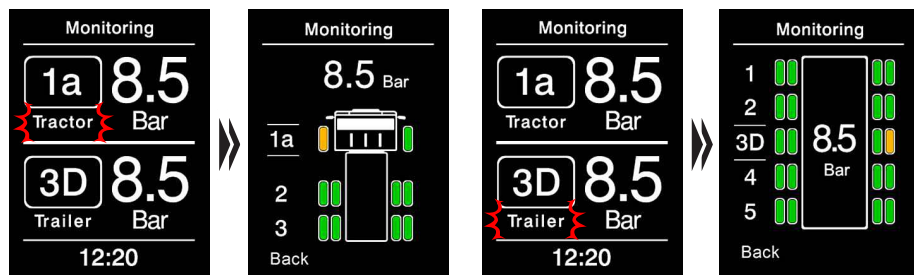 Monitoring
1a 8.5
Tractor Bar
3D 8.5
Trailer Bar
12:20
Monitoring
8.5 Bar
1a
2
3
Back
Monitoring
1a 8.5
Tractor Bar
3D 8.5
Trailer Bar
12:20
Monitoring
1
2
3D 8.5
Bar
4
5
Back